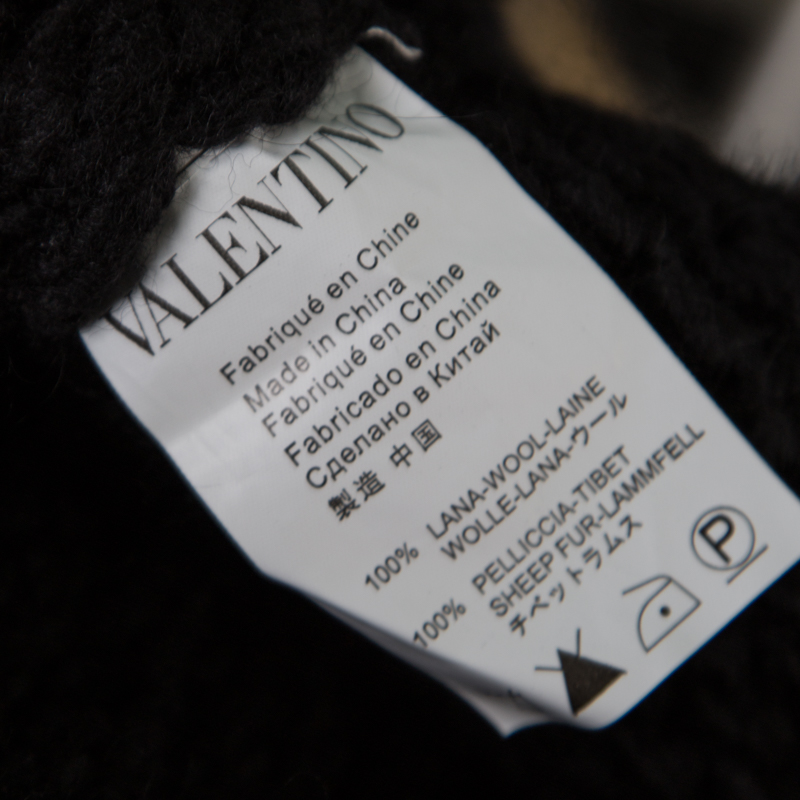 VALENTINO
Fabriqué en Chine
Made in China
Fabriqué en Chine
Fabricado en China
Сделано в Китай
製造 中国
100% LANA-WOOL-LAINE
WOLLE-LANA-ウール
100% PELLICCIA-TIBET
SHEEP FUR-LAMMFELL
チベットラムス
P